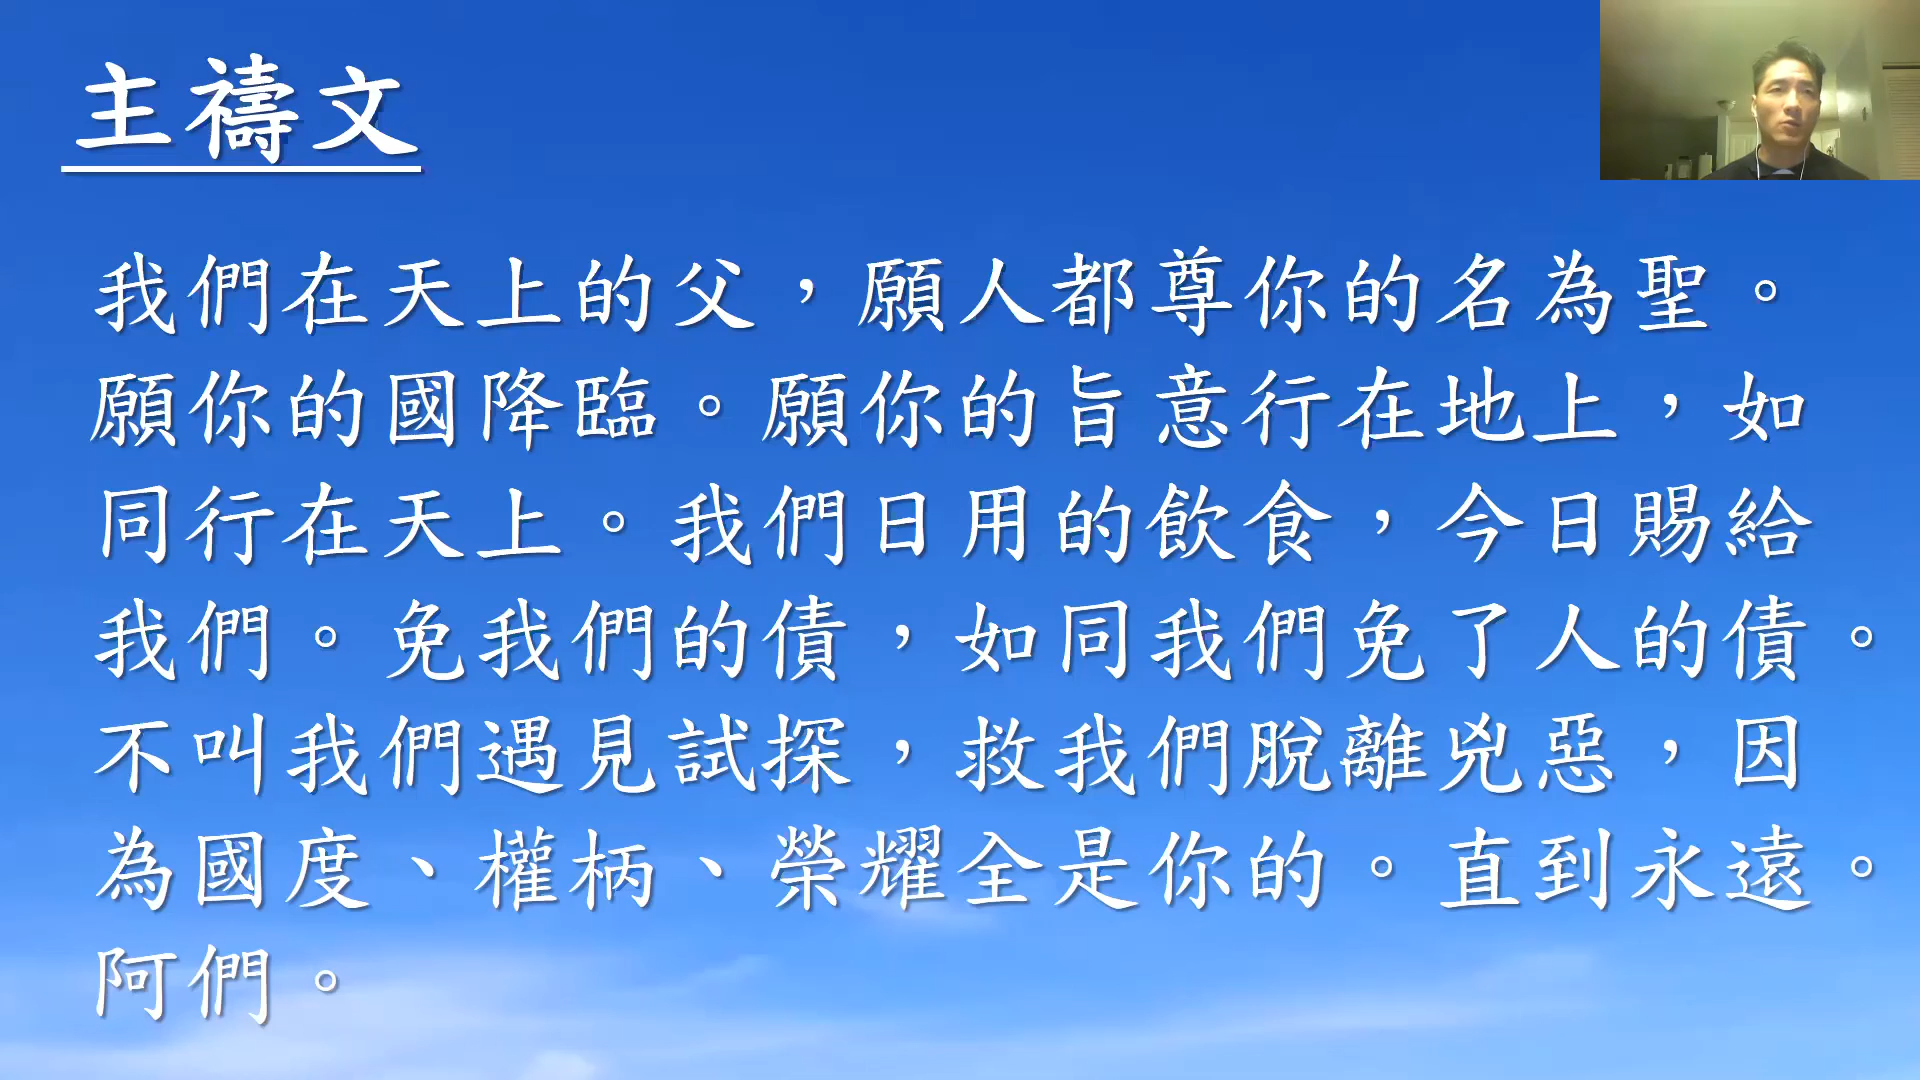 主禱文
我們在天上的父，願人都尊你的名為聖。
願你的國降臨。願你的旨意行在地上，如
同行在天上。我們日用的飲食，今日賜給
我們。免我們的債，如同我們免了人的債。
不叫我們遇見試探，救我們脫離兇惡，因
為國度、權柄、榮耀全是你的。直到永遠。
阿們。